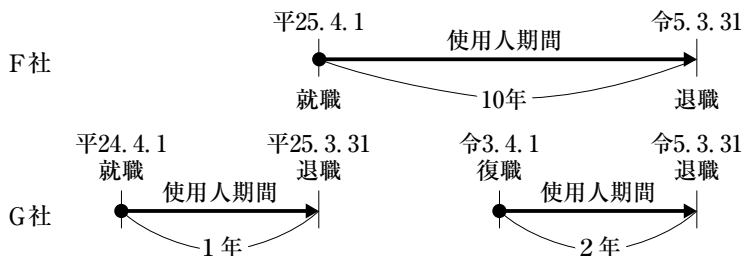 平25.4.1 令5.3.31
F社 使用人期間
就職 10年 退職
平24.4.1 平25.3.31 令3.4.1 令5.3.31
就職 退職 復職 退職
G社 使用人期間 使用人期間
1年 2年